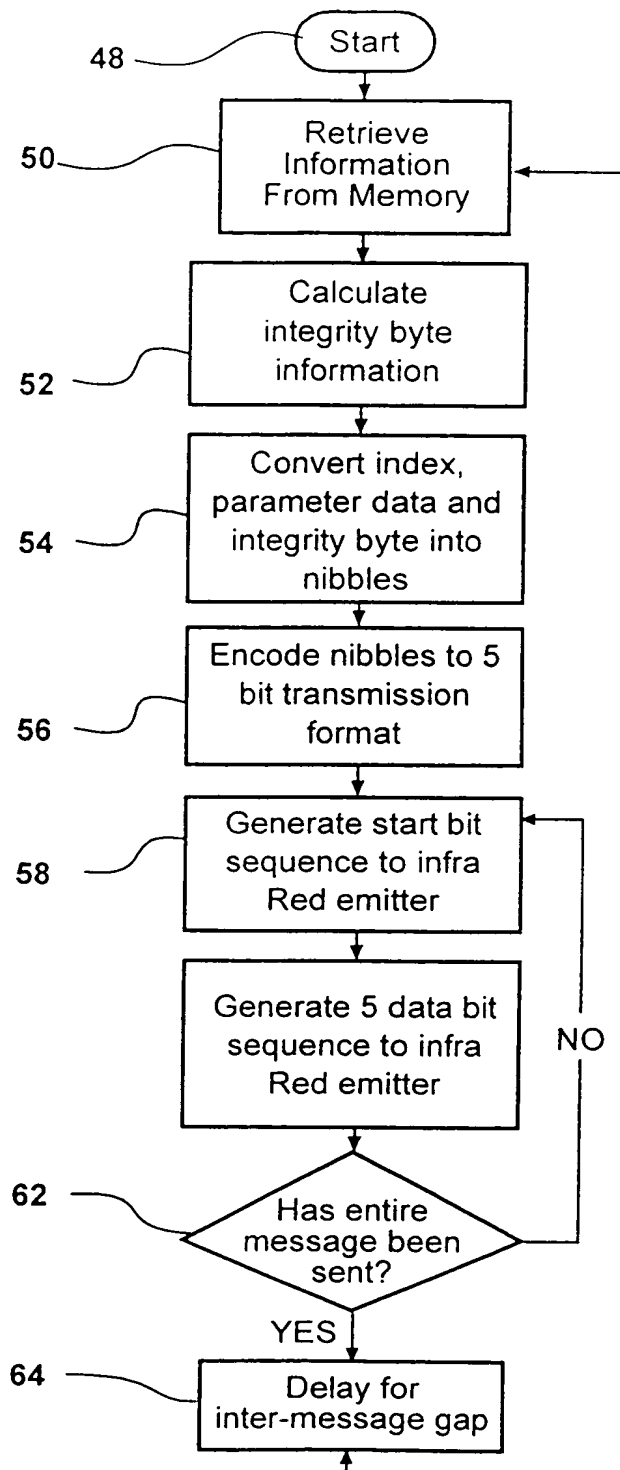 48
Start
50
Retrieve
Information
From Memory
52
Calculate
integrity byte
information
54
Convert index,
parameter data and
integrity byte into
nibbles
56
Encode nibbles to 5
bit transmission
format
58
Generate start bit
sequence to infra
Red emitter
Generate 5 data bit
sequence to infra
Red emitter
NO
62
Has entire
message been
sent?
YES
64
Delay for
inter-message gap